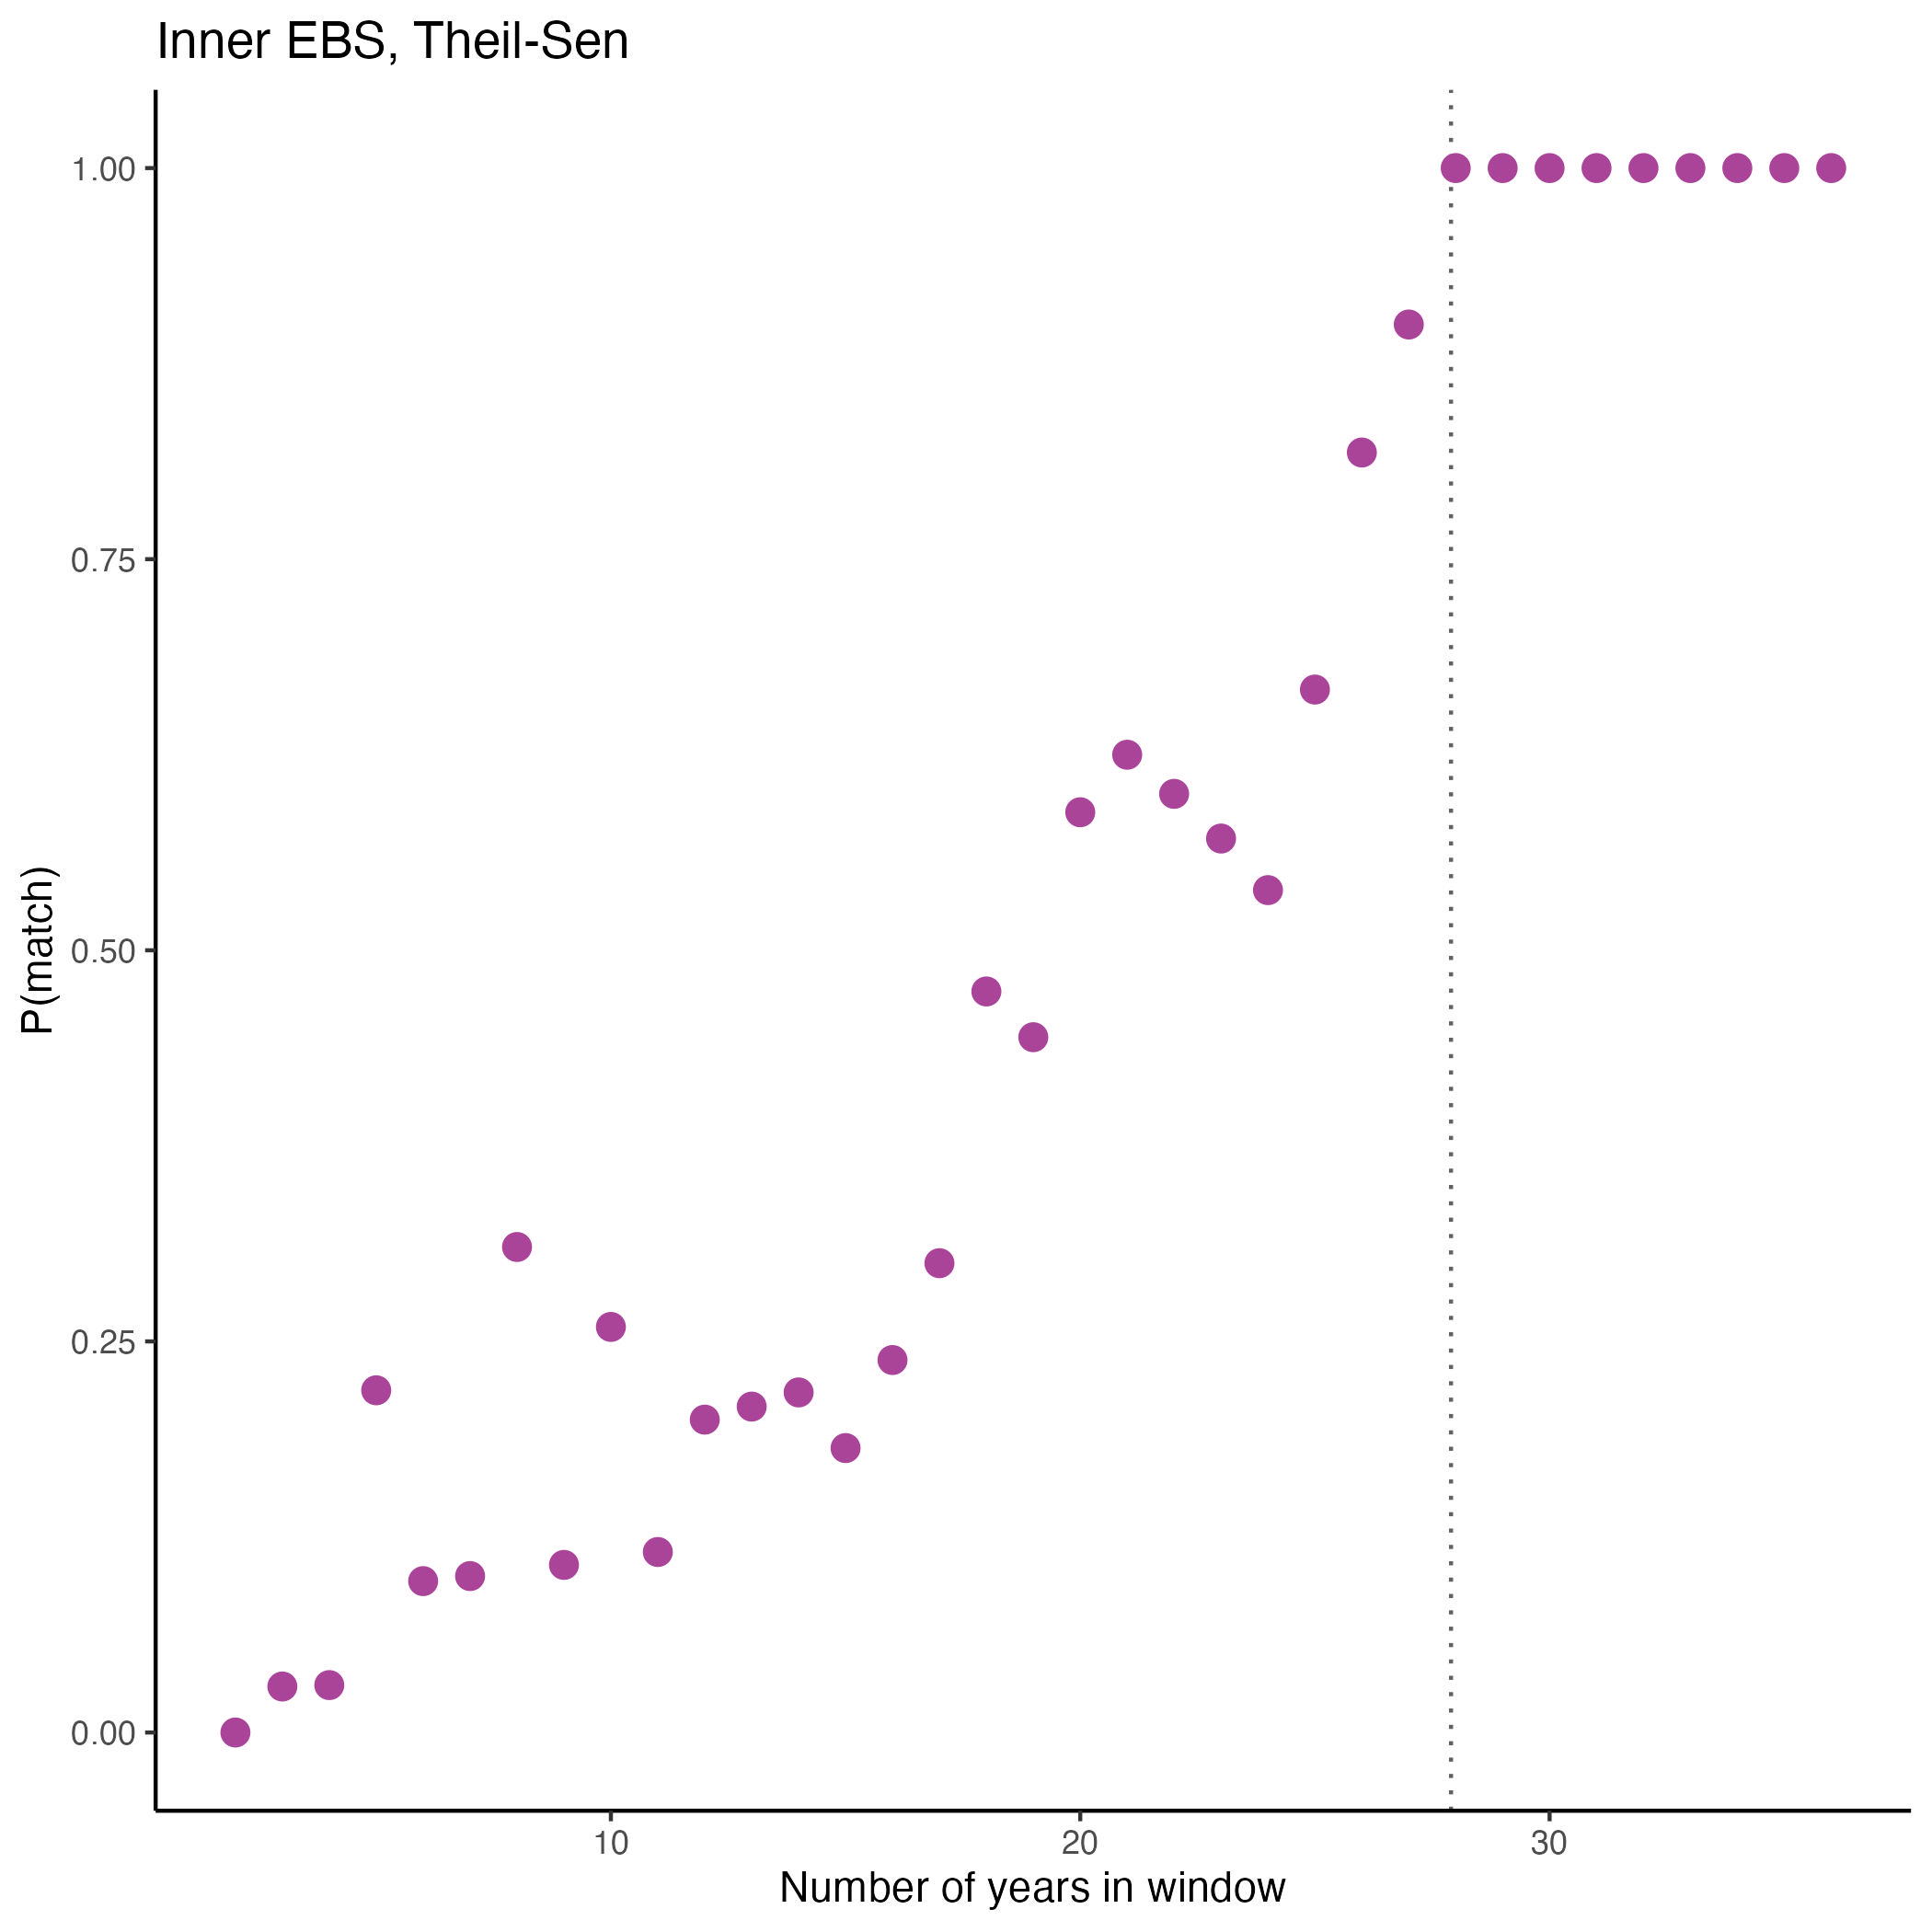 Inner EBS, Theil-Sen
1.00
0.75
0.50
0.25
0.00
P(match)
10 20 30
Number of years in window